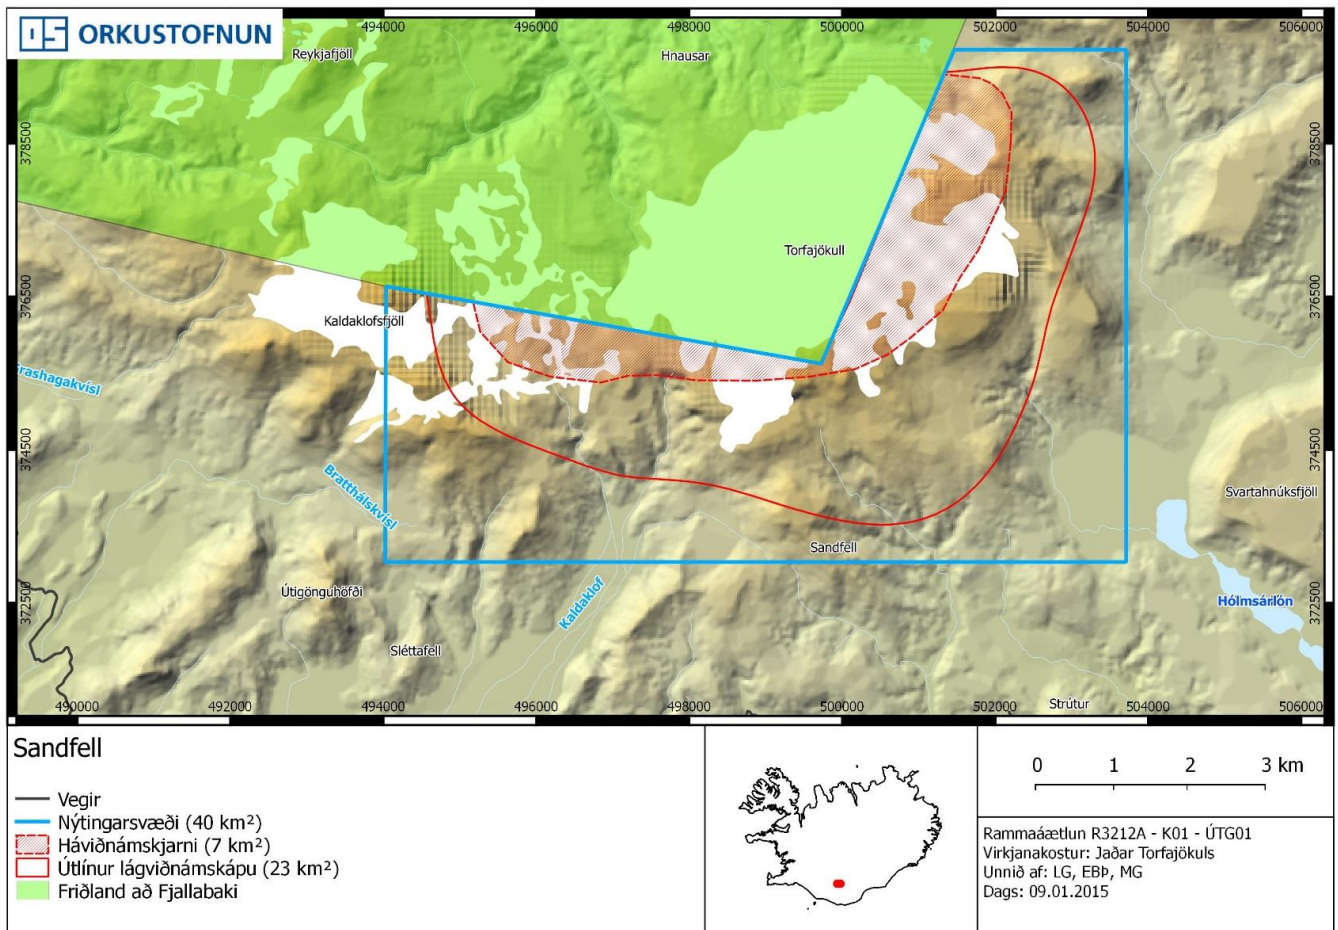 OS ORKUSTOFNUN
494000 496000 498000 500000 502000 504000 506000
Reykjafjöll
Hnausar
378500
378500
Torfajökull
376500
376500
Kaldaklofsfjöll
374500
374500
Bratthálskvísl
Svartahnúksfjöll
Sandfell
Útigönguhöfði
Kaldaklof
Hólmsárlón
372500
372500
Sléttafell
Strútur
490000 492000 494000 496000 498000 500000 502000 504000 506000
Sandfell
Vegir
Nýtingarsvæði (40 km²)
Háviðnámskjarni (7 km²)
Útlínur lágviðnámskápu (23 km²)
Friðland að Fjallabaki
0 1 2 3 km
Rammaáætlun R3212A - K01 - ÚTG01
Virkjanakostur: Jaðar Torfajökuls
Unnið af: LG, EBÞ, MG
Dags: 09.01.2015